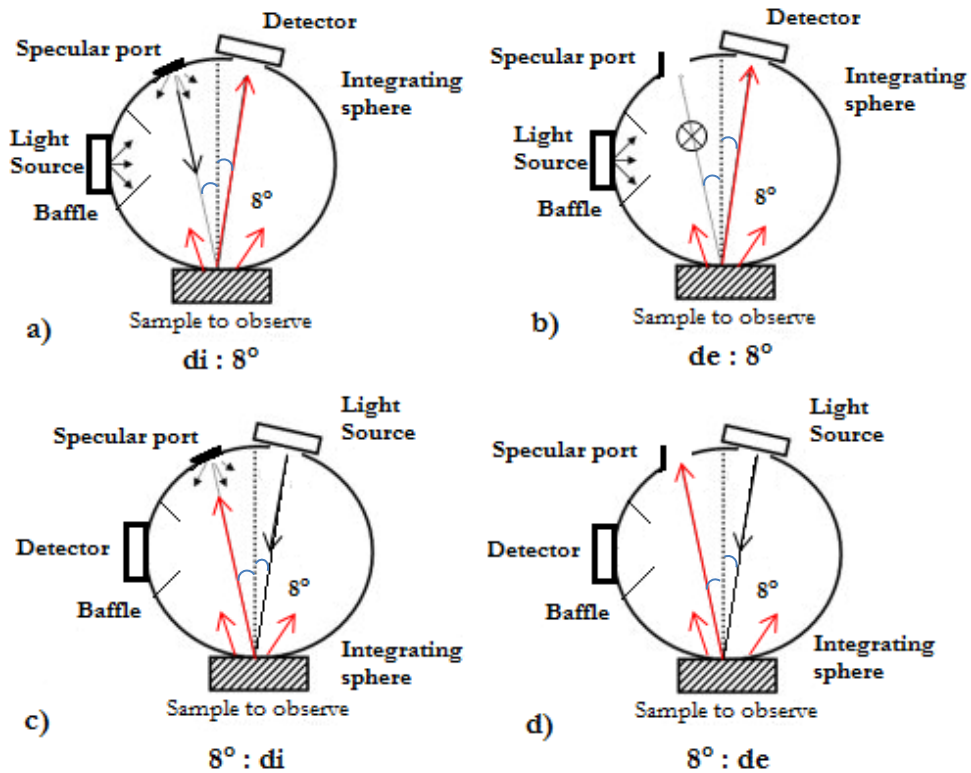 Detector
Specular port
Integrating
sphere
Light
Source
8°
Baffle
Sample to observe
a)
di : 8°
Detector
Specular port
Integrating
sphere
Light
Source
8°
Baffle
Sample to observe
b)
de : 8°
Light
Source
Specular port
Detector
8°
Baffle
Integrating
sphere
Sample to observe
c)
8° : di
Light
Source
Specular port
Detector
8°
Baffle
Integrating
sphere
Sample to observe
d)
8° : de